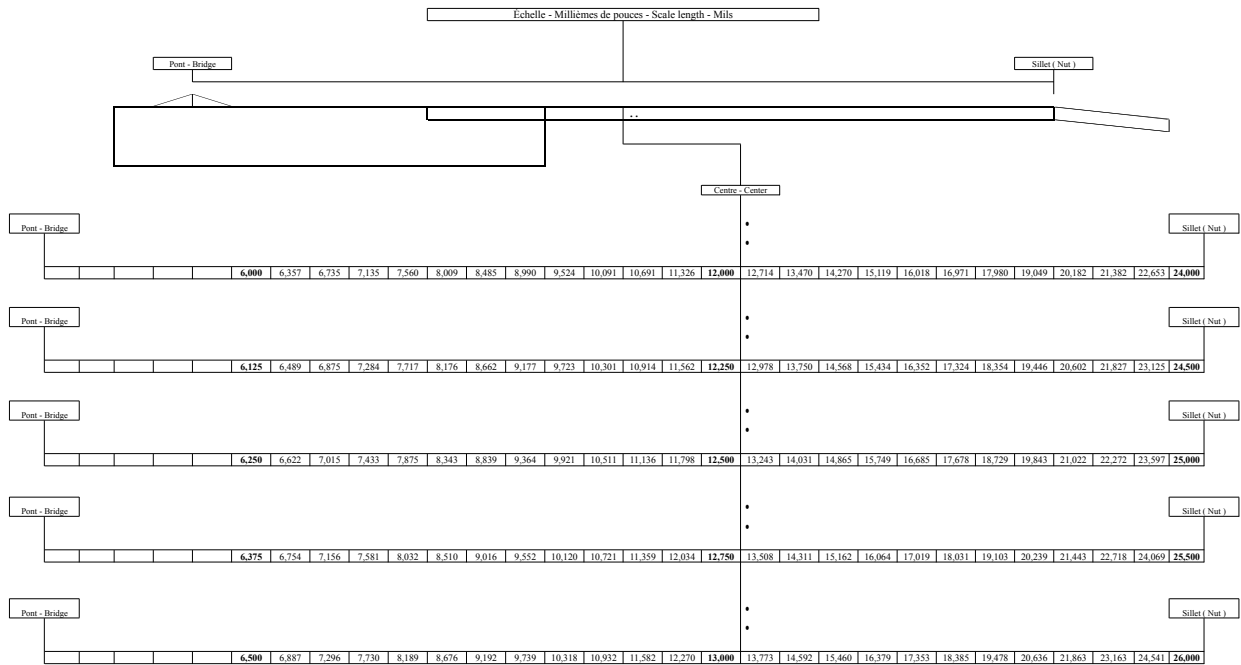 Échelle - Millièmes de pouces - Scale length - Mils
Pont - Bridge Sillet ( Nut )
. .
Centre - Center
Pont - Bridge Sillet ( Nut )
6,000 6,357 6,735 7,135 7,560 8,009 8,485 8,990 9,524 10,091 10,691 11,326 12,000 12,714 13,470 14,270 15,119 16,018 16,971 17,980 19,049 20,182 21,382 22,653 24,000
Pont - Bridge Sillet ( Nut )
6,125 6,489 6,875 7,284 7,717 8,176 8,662 9,177 9,723 10,301 10,914 11,562 12,250 12,978 13,750 14,568 15,434 16,352 17,324 18,354 19,446 20,602 21,827 23,125 24,500
Pont - Bridge Sillet ( Nut )
6,250 6,622 7,015 7,433 7,875 8,343 8,839 9,364 9,921 10,511 11,136 11,798 12,500 13,243 14,031 14,865 15,749 16,685 17,678 18,729 19,843 21,022 22,272 23,597 25,000
Pont - Bridge Sillet ( Nut )
6,375 6,754 7,156 7,581 8,032 8,510 9,016 9,552 10,120 10,721 11,359 12,034 12,750 13,508 14,311 15,162 16,064 17,019 18,031 19,103 20,239 21,443 22,718 24,069 25,500
Pont - Bridge Sillet ( Nut )
6,500 6,887 7,296 7,730 8,189 8,676 9,192 9,739 10,318 10,932 11,582 12,270 13,000 13,773 14,592 15,460 16,379 17,353 18,385 19,478 20,636 21,863 23,163 24,541 26,000